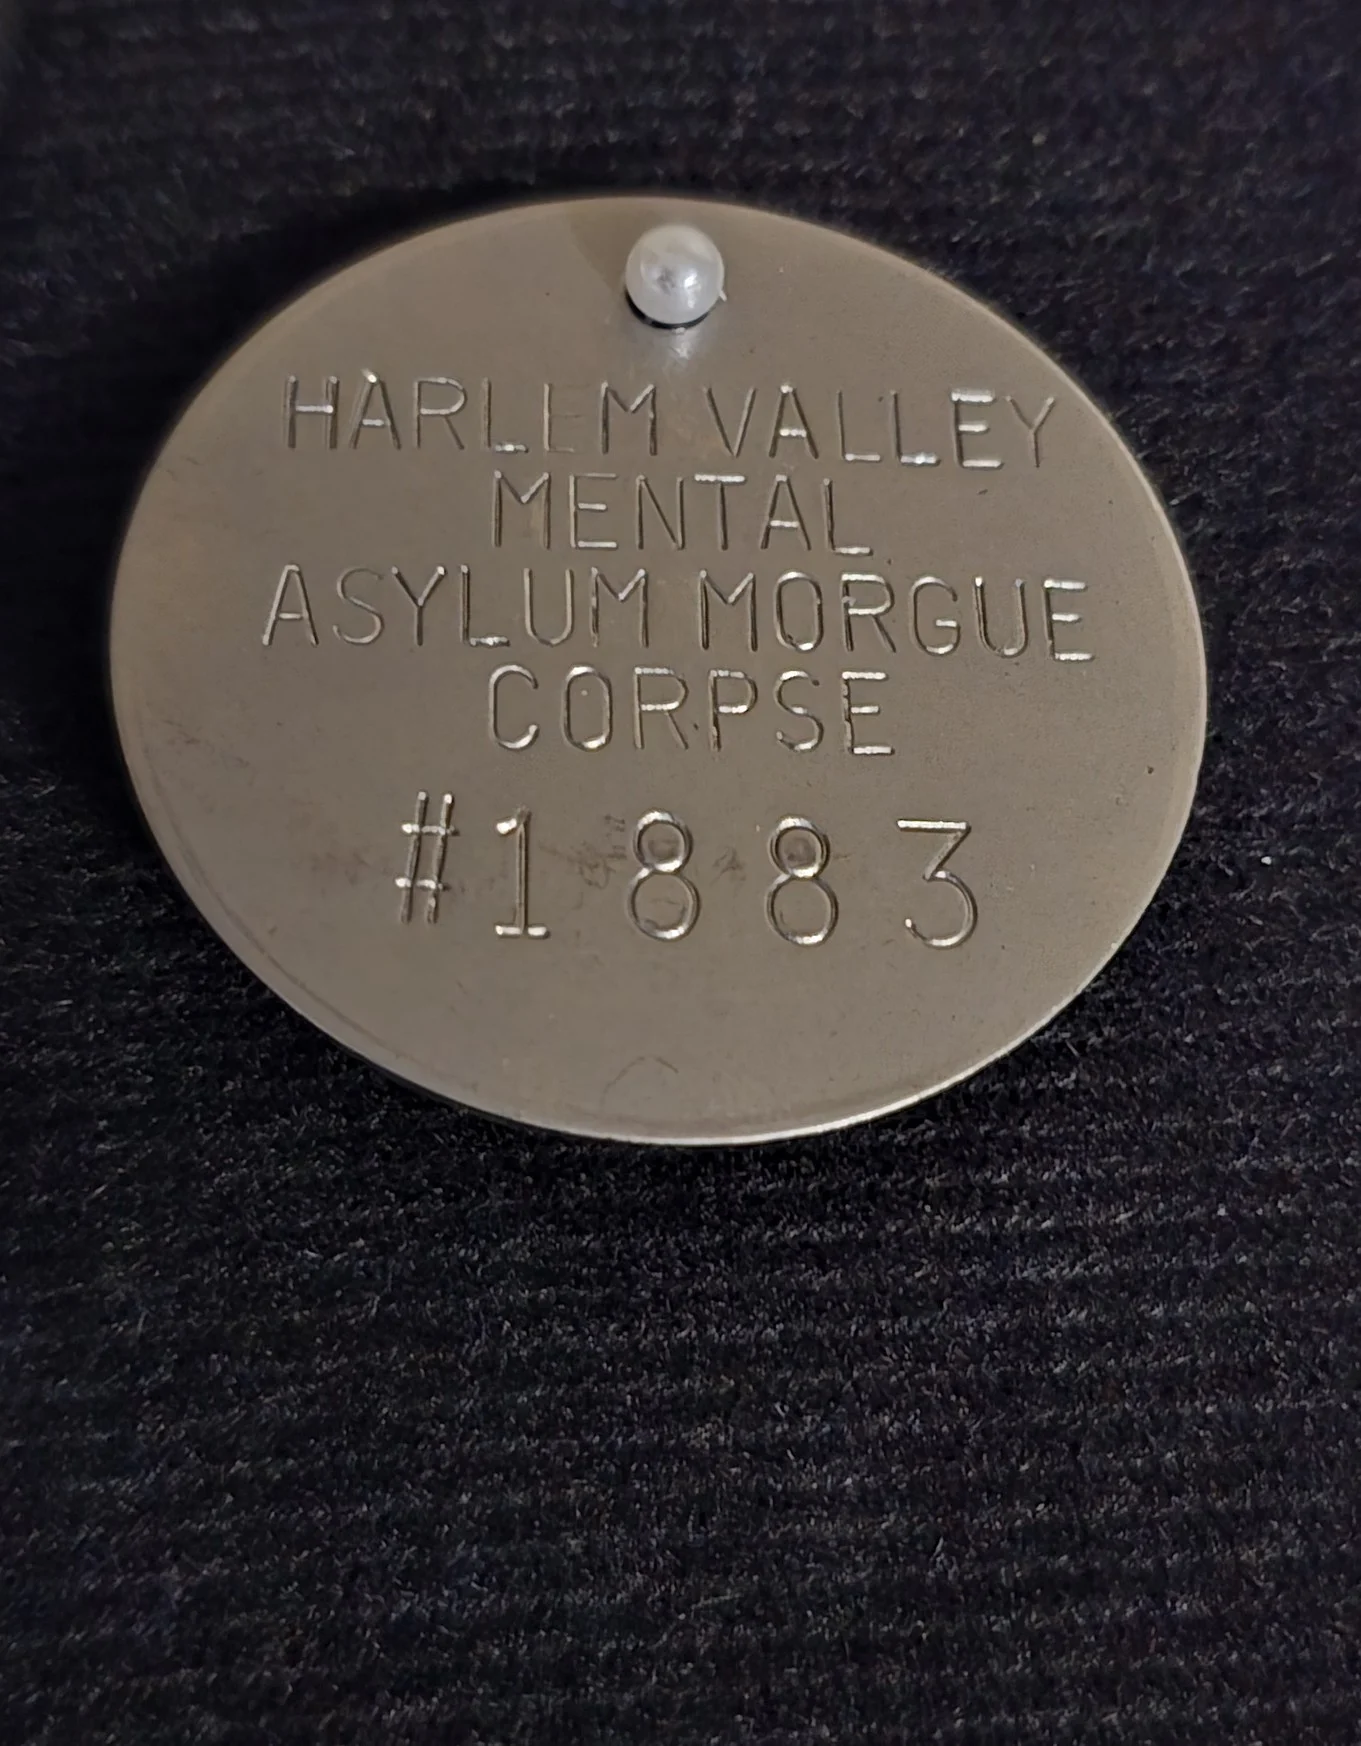 HARLEM VALLEY
MENTAL
ASYLUM MORGUE
CORPSE
#1883